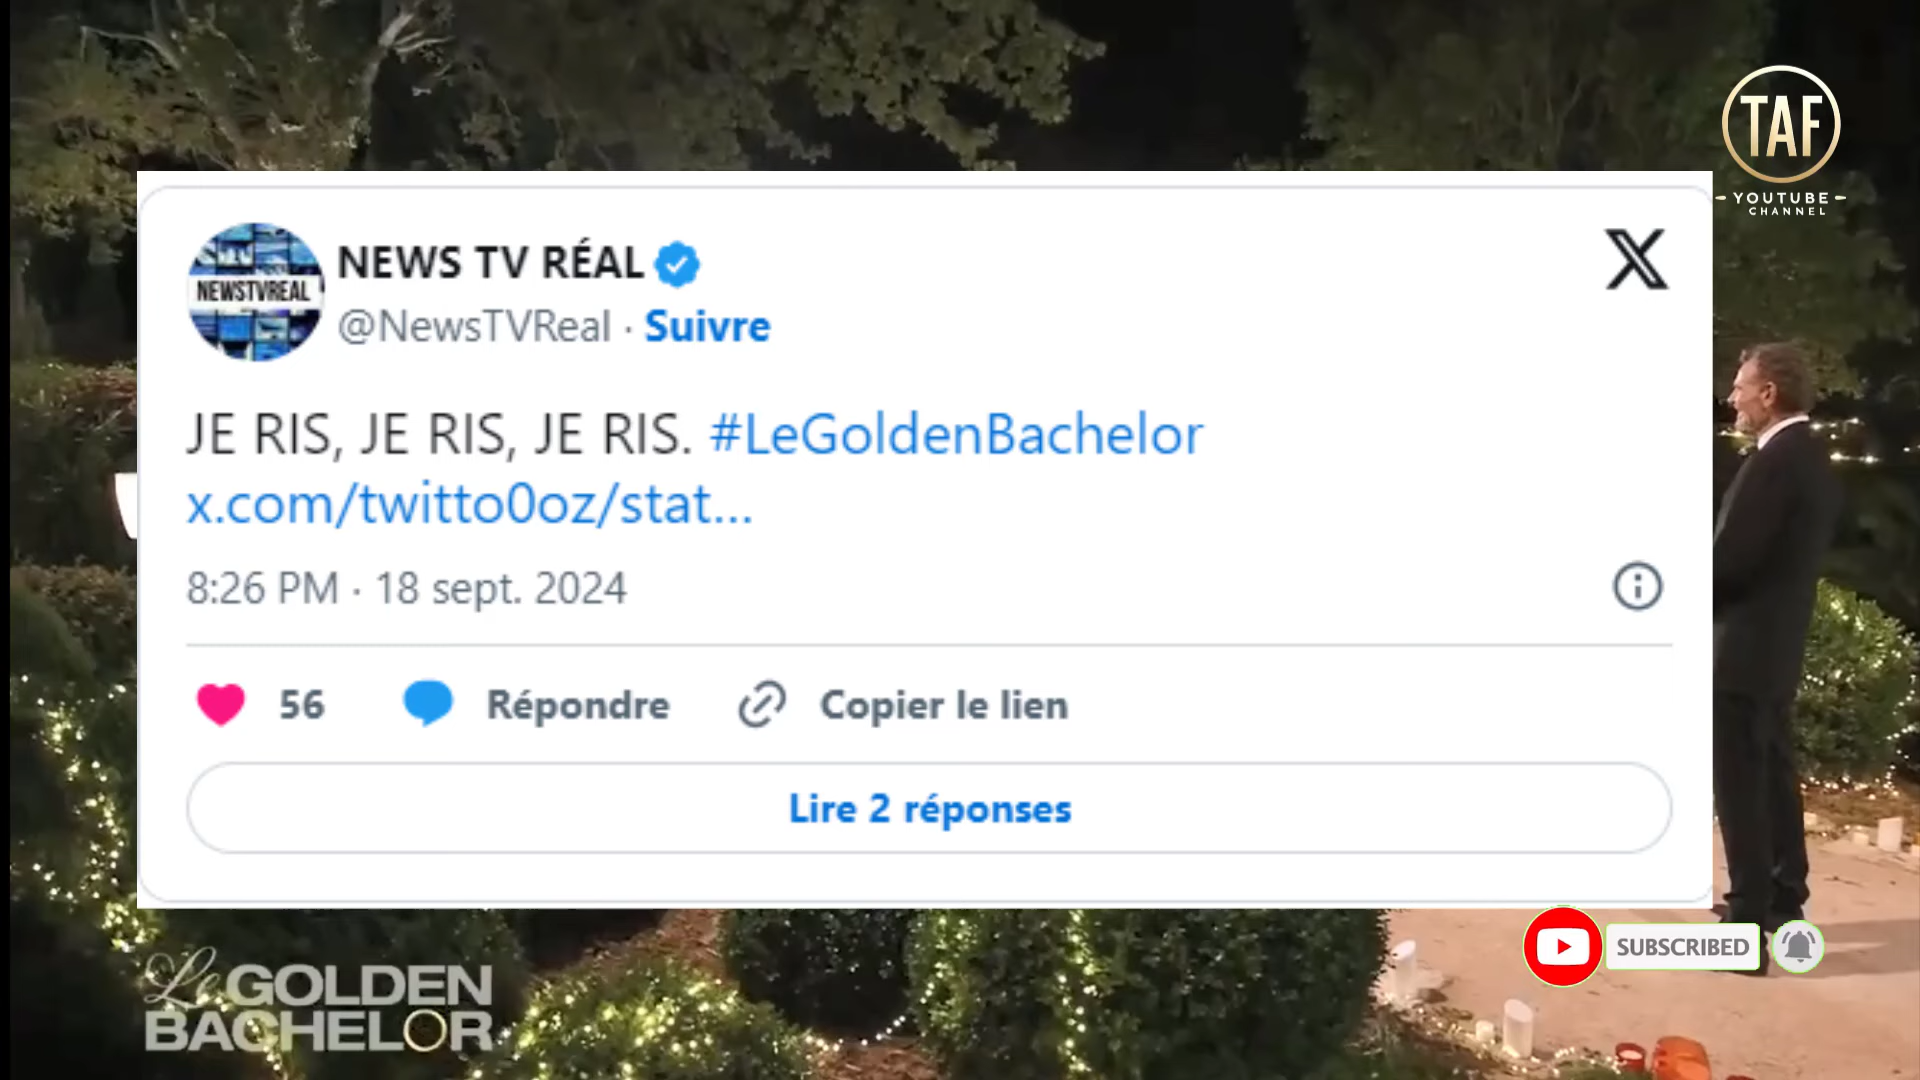 TAF
YOUTUBE
CHANNEL
NEWSTVREAL
NEWS TV RÉAL
@NewsTVReal · Suivre
JE RIS, JE RIS, JE RIS. #LeGoldenBachelor
x.com/twitto0oz/stat...
8:26 PM · 18 sept. 2024
56 Répondre Copier le lien
Lire 2 réponses
SUBSCRIBED
Le GOLDEN
BACHELOR